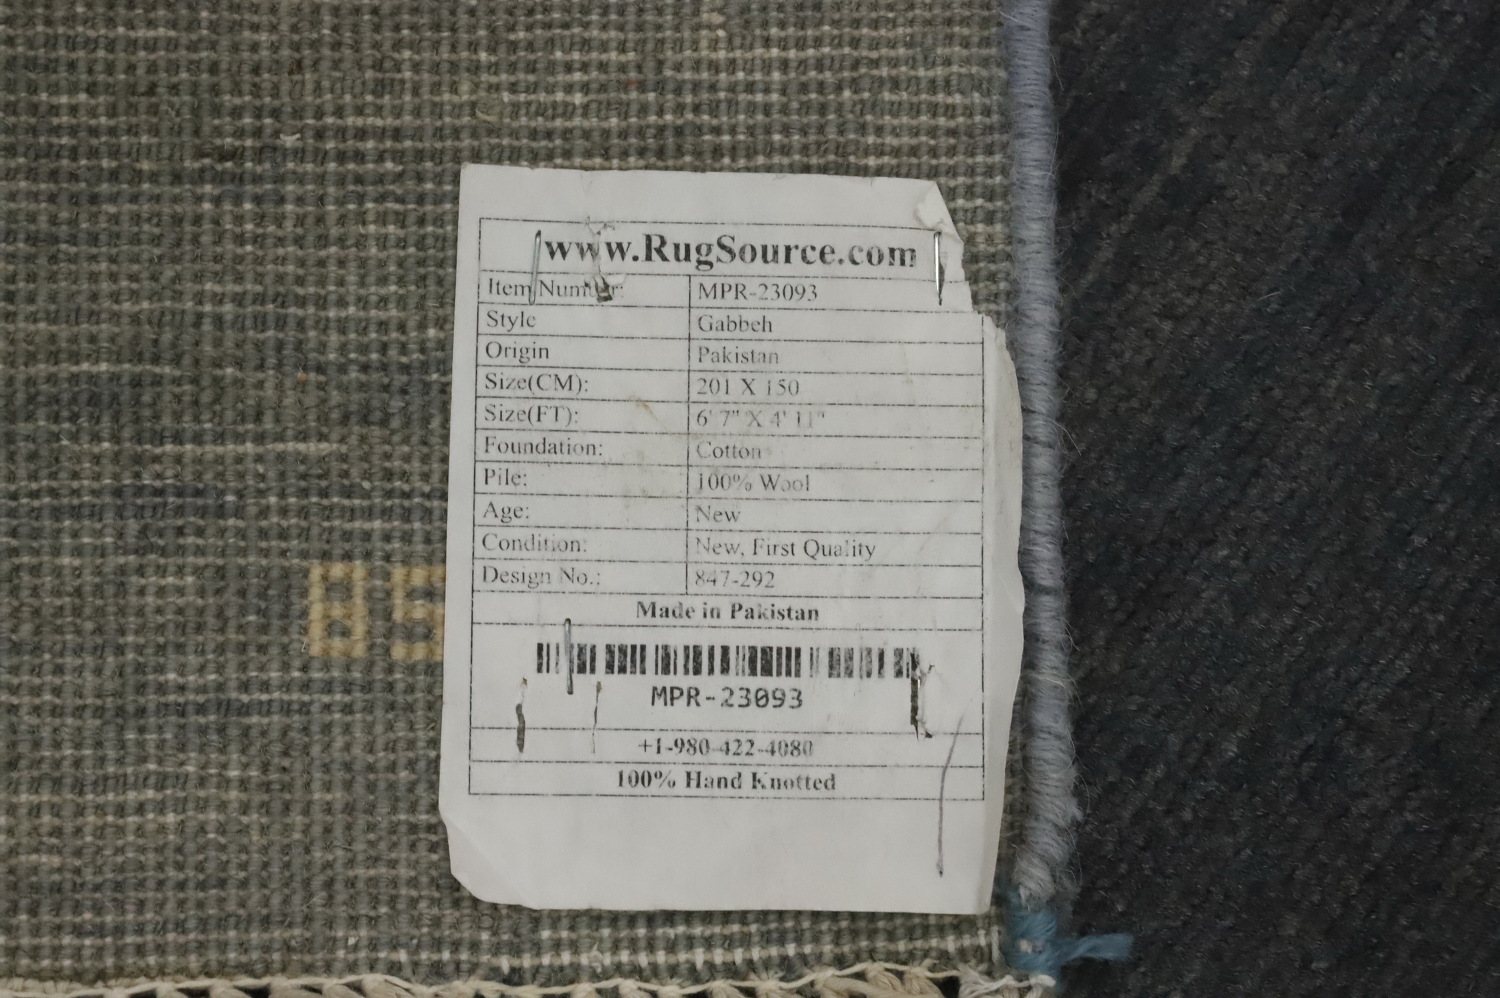 www.RugSource.com
Item Number: MPR-23093
Style Gabbeh
Origin Pakistan
Size(CM): 201 X 150
Size(FT): 6' 7" X 4' 11"
Foundation: Cotton
Pile: 100% Wool
Age: New
Condition: New, First Quality
Design No.: 847-292
Made in Pakistan
85
MPR-23093
+1-980-422-4080
100% Hand Knotted